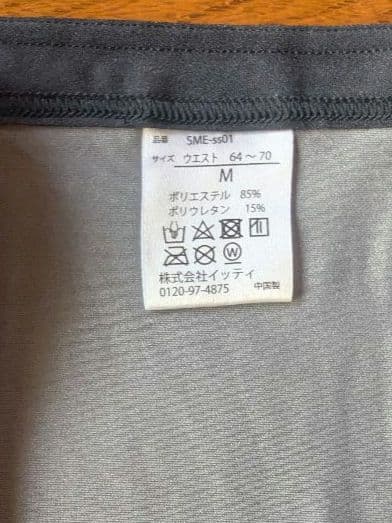 品番 SME-ss01
サイズ ウエスト 64〜70
M
ポリエステル 85%
ポリウレタン 15%
株式会社イッティ
0120-97-4875 中国製